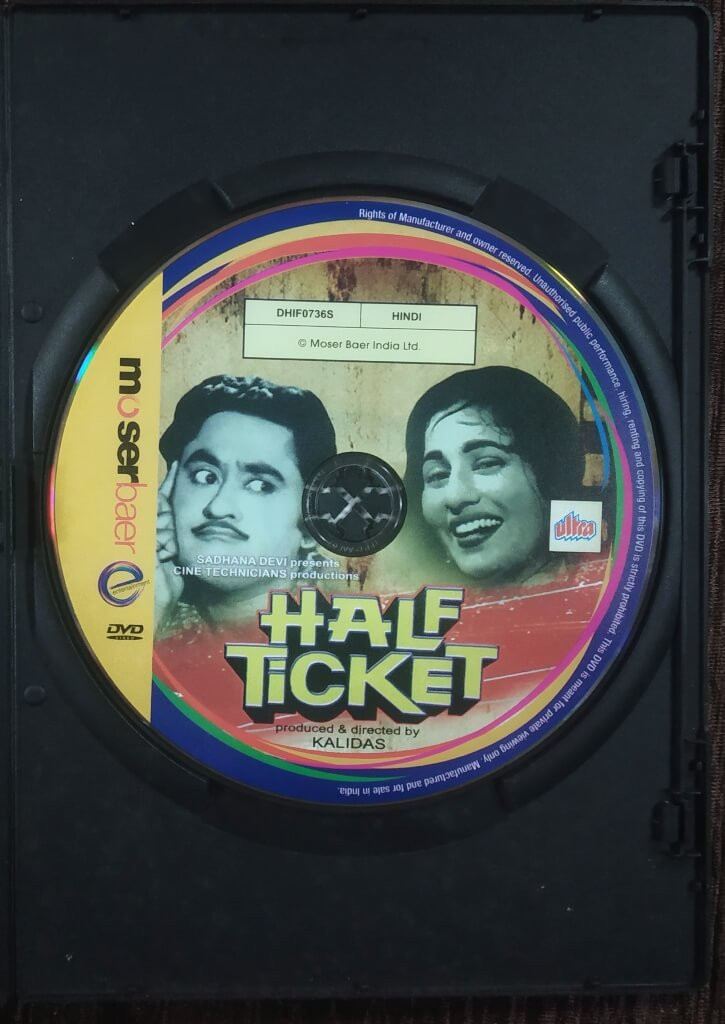 Rights of Manufacturer and owner reserved. Unauthorised public performance, hiring, renting and copying of this DVD is strictly prohibited. This DVD is meant for private viewing only. Manufactured and for sale in India.
DHIF0736S HINDI
© Moser Baer India Ltd.
moserbaer
entertainment
DVD
VIDEO
ultra
SADHANA DEVI presents
CINE TECHNICIANS productions
HALF
TiCKET
produced & directed by
KALIDAS